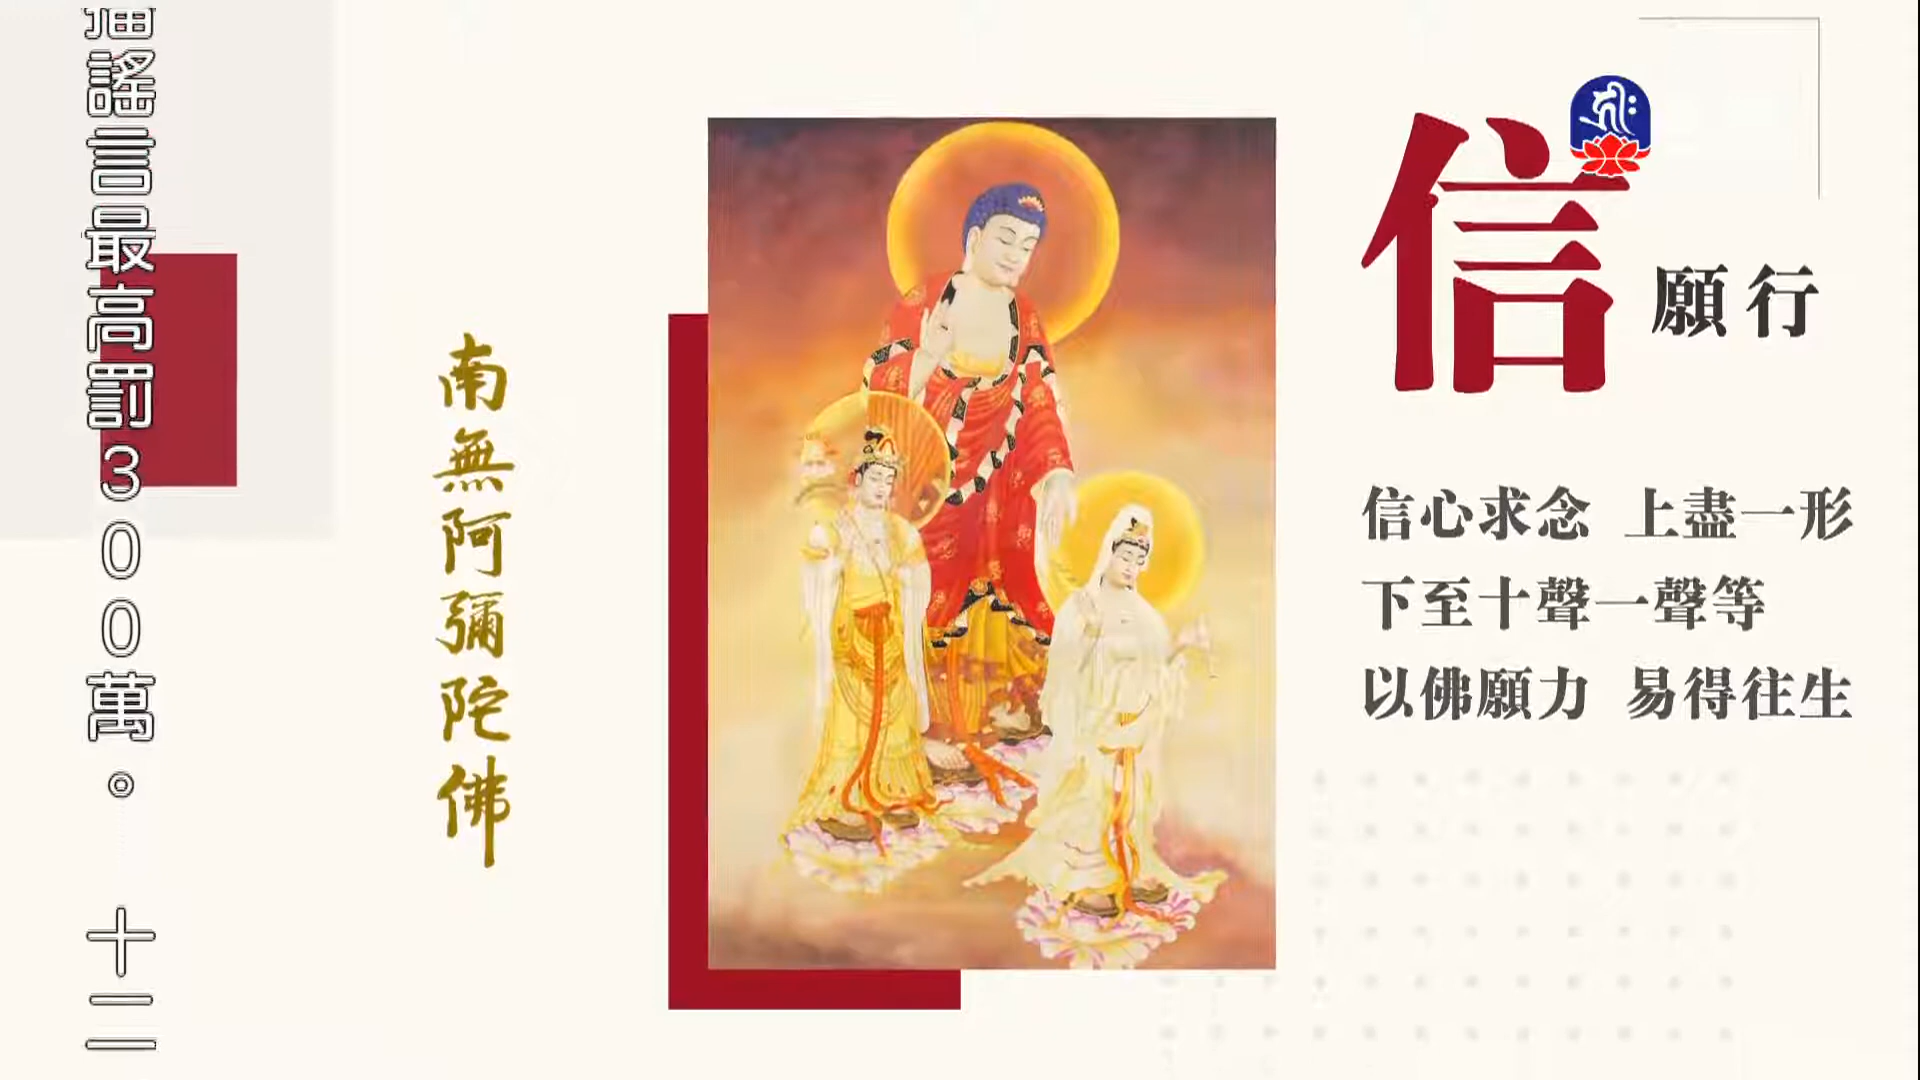 謠言最高罰300萬。 十二
南無阿彌陀佛
信願行
信心求念 上盡一形
下至十聲一聲等
以佛願力 易得往生